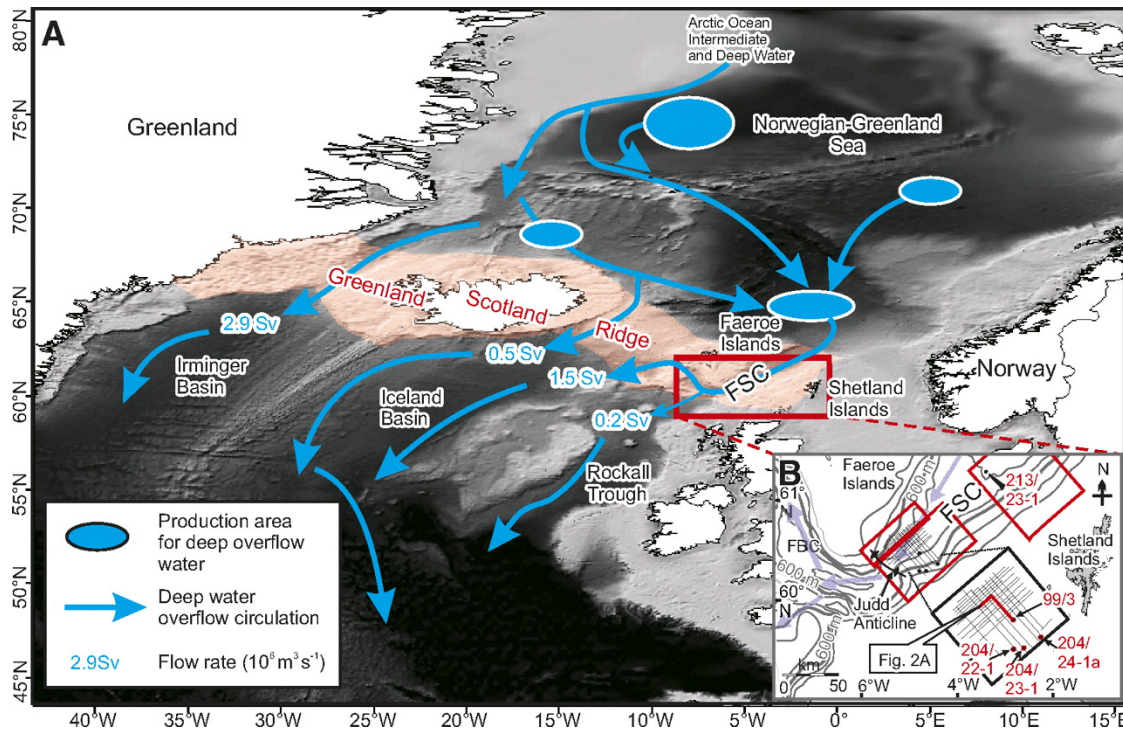 A
Arctic Ocean
Intermediate
and Deep Water
Greenland
Norwegian-Greenland
Sea
Greenland
Scotland
Ridge
Faeroe
Islands
Norway
2.9 Sv
0.5 Sv
1.5 Sv
0.2 Sv
FSC
Shetland
Islands
Irminger
Basin
Iceland
Basin
Rockall
Trough
Production area
for deep overflow
water
Deep water
overflow circulation
2.9Sv
Flow rate (10⁶ m³s⁻¹)
80°N
75°N
70°N
65°N
60°N
55°N
50°N
45°N
40°W
35°W
30°W
25°W
20°W
15°W
10°W
5°W
0°
5°E
10°E
15°E
B
Faeroe
Islands
600 m
N
213/
23-1
61°
N
FSC
FBC
Shetland
Islands
600 m
60°
N
Judd
Anticline
99/3
600 m
Fig. 2A
204/
22-1
204/
23-1
204/
24-1a
km
0
50
6°W
4°W
2°W